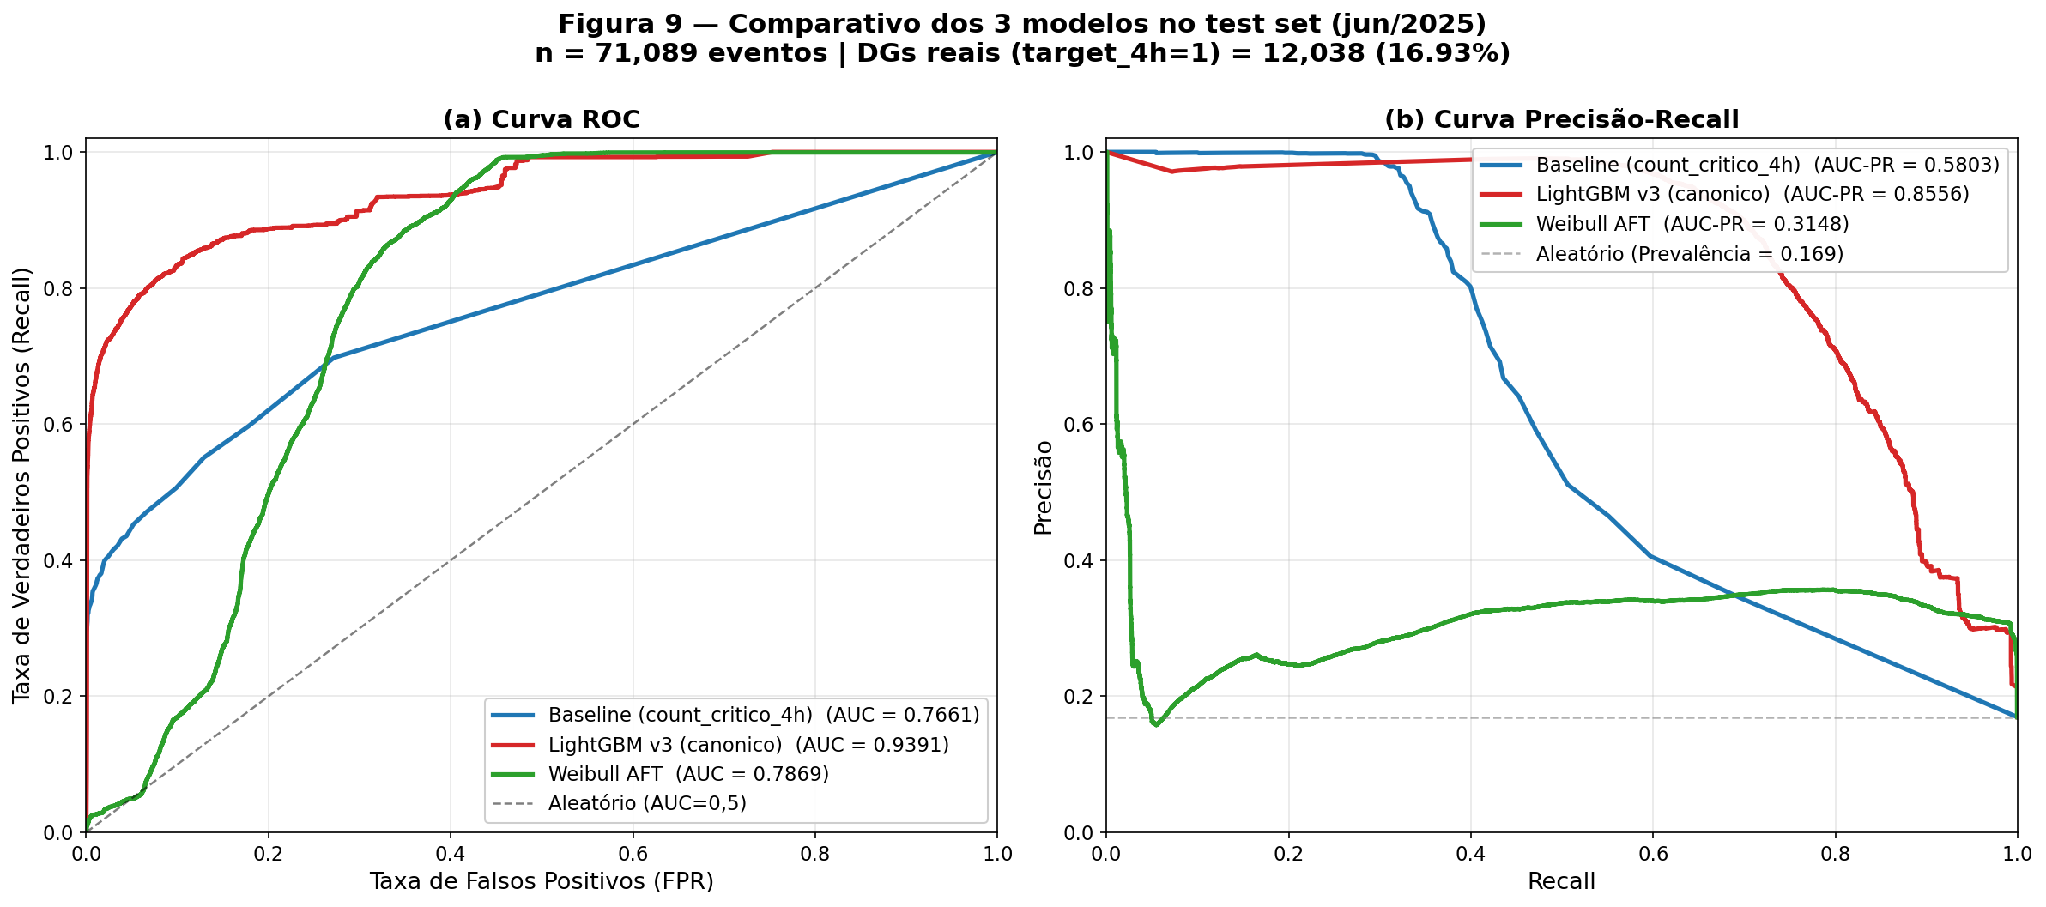 Figura 9 — Comparativo dos 3 modelos no test set (jun/2025)
n = 71,089 eventos | DGs reais (target_4h=1) = 12,038 (16.93%)
(a) Curva ROC
Taxa de Verdadeiros Positivos (Recall)
1.0
0.8
0.6
0.4
0.2
0.0
0.0 0.2 0.4 0.6 0.8 1.0
Taxa de Falsos Positivos (FPR)
Baseline (count_critico_4h) (AUC = 0.7661)
LightGBM v3 (canonico) (AUC = 0.9391)
Weibull AFT (AUC = 0.7869)
Aleatório (AUC=0,5)
(b) Curva Precisão-Recall
Precisão
1.0
0.8
0.6
0.4
0.2
0.0
0.0 0.2 0.4 0.6 0.8 1.0
Recall
Baseline (count_critico_4h) (AUC-PR = 0.5803)
LightGBM v3 (canonico) (AUC-PR = 0.8556)
Weibull AFT (AUC-PR = 0.3148)
Aleatório (Prevalência = 0.169)